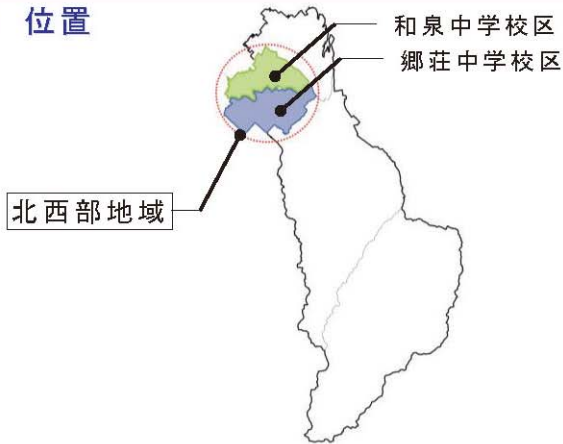 位置
和泉中学校区
郷荘中学校区
北西部地域